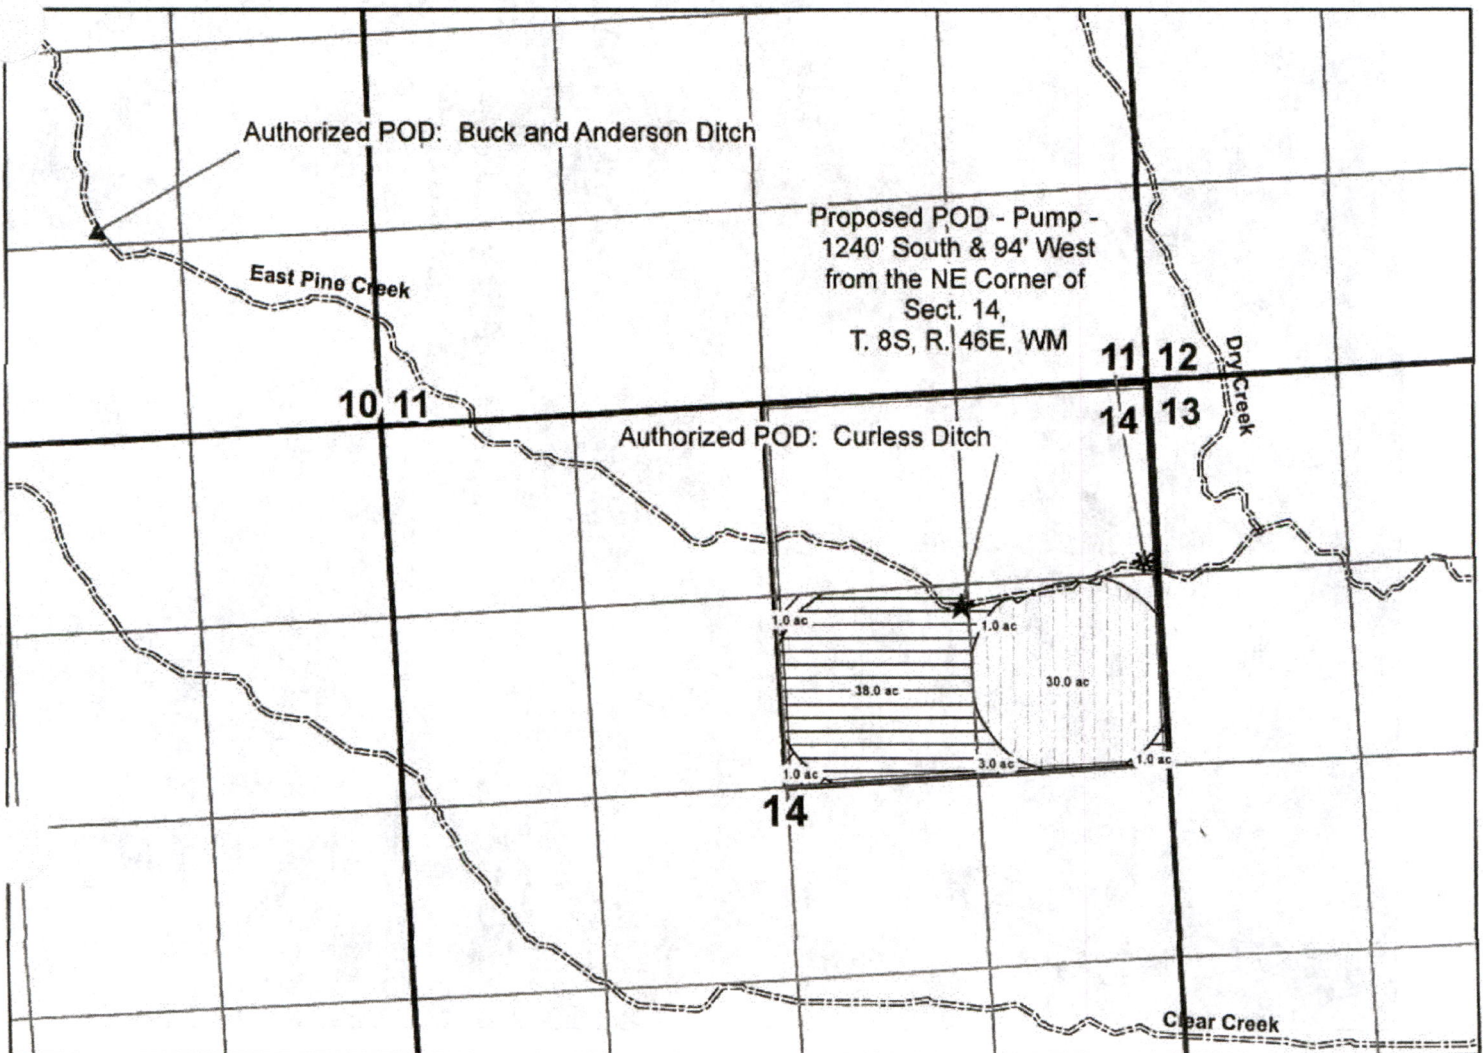 Authorized POD: Buck and Anderson Ditch
Proposed POD - Pump -
1240' South & 94' West
from the NE Corner of
Sect. 14,
T. 8S, R. 46E, WM
East Pine Creek
11 12
Dry Creek
10 11
14 13
Authorized POD: Curless Ditch
1.0 ac
1.0 ac
38.0 ac
30.0 ac
1.0 ac
3.0 ac
1.0 ac
14
Clear Creek